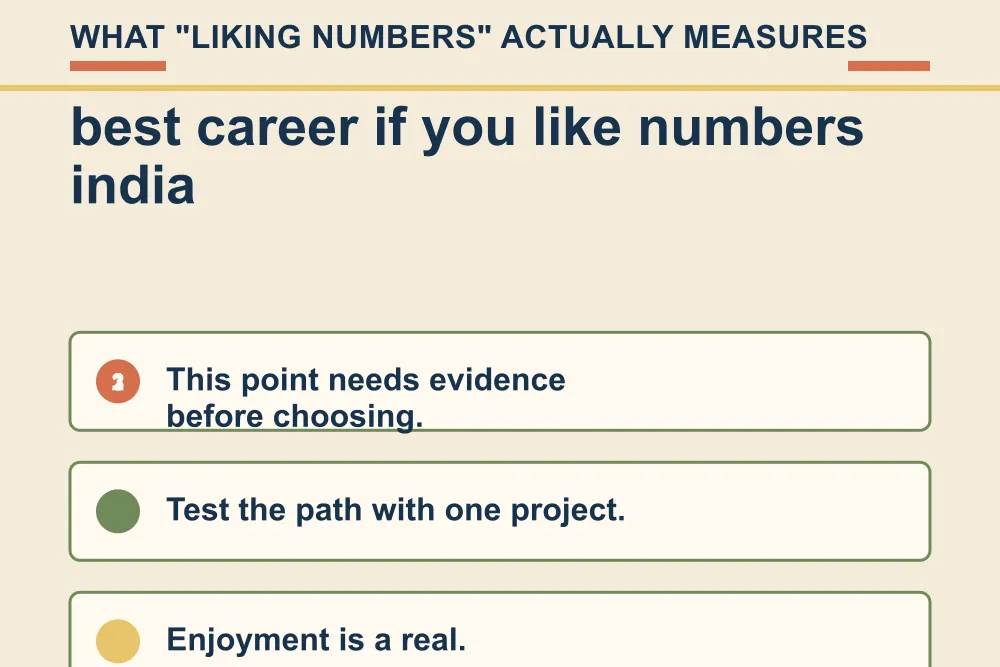 WHAT "LIKING NUMBERS" ACTUALLY MEASURES
best career if you like numbers
india
This point needs evidence
before choosing.
Test the path with one project.
Enjoyment is a real.